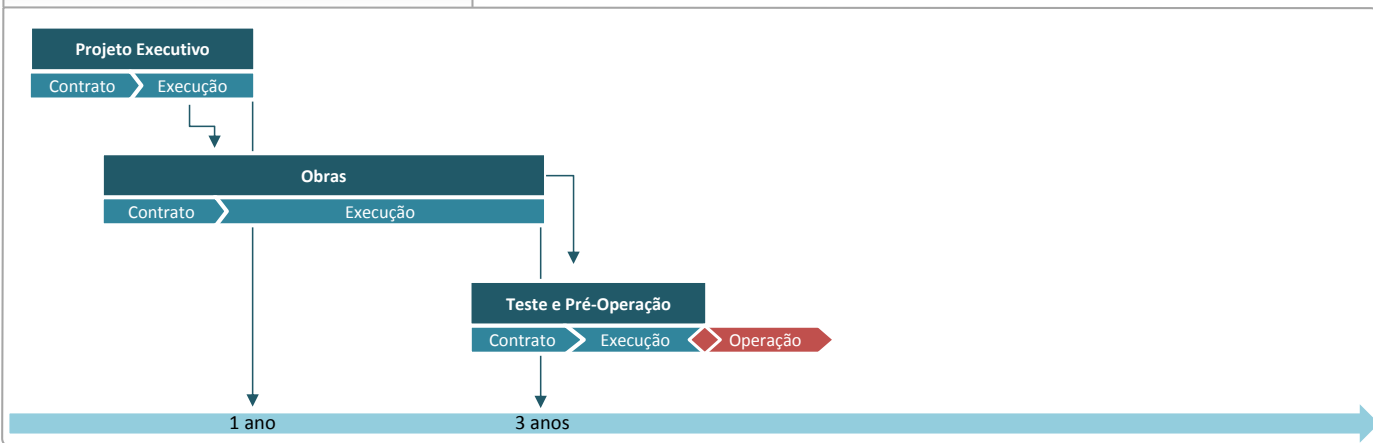 Projeto Executivo
Contrato Execução
Obras
Contrato Execução
Teste e Pré-Operação
Contrato Execução Operação
1 ano 3 anos